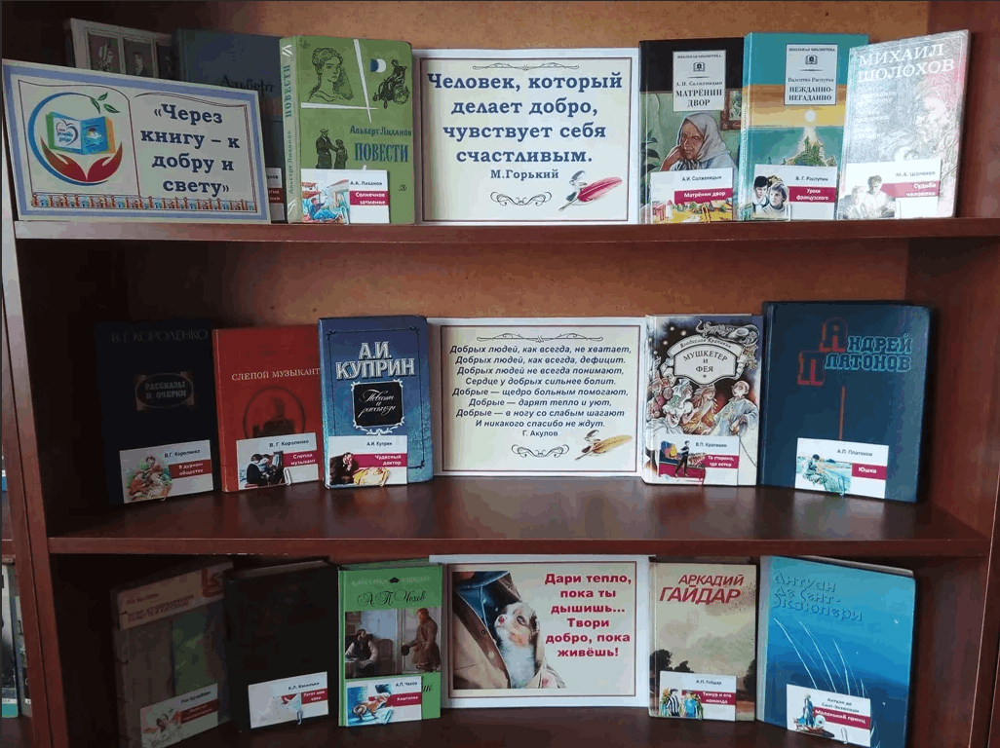 «Через
книгу – к
добру и
свету»
ПОВЕСТИ
Альберт Лиханов
ПОВЕСТИ
А.А. Лиханов
Солнечное
затмение
Человек, который
делает добро,
чувствует себя
счастливым.
М.Горький
ШКОЛЬНАЯ БИБЛИОТЕКА
А. И. Солженицын
МАТРЁНИН
ДВОР
А.И. Солженицын
Матрёнин двор
ШКОЛЬНАЯ БИБЛИОТЕКА
Валентин Распутин
НЕЖДАННО-
НЕГАДАННО
В. Г. Распутин
Уроки
французского
МИХАИЛ
ШОЛОХОВ
М.А. Шолохов
Судьба
человека
В.Г. КОРОЛЕНКО
РАССКАЗЫ
И ОЧЕРКИ
В.Г. Короленко
В дурном
обществе
СЛЕПОЙ МУЗЫКАНТ
В. Г. Короленко
Слепой
музыкант
А.И.
КУПРИН
Повести
и
рассказы
А.И. Куприн
Чудесный
доктор
Добрых людей, как всегда, не хватает,
Добрых людей, как всегда, дефицит.
Добрых людей не всегда понимают,
Сердце у добрых сильнее болит.
Добрые — щедро больным помогают,
Добрые — дарят тепло и уют,
Добрые — в ногу со слабым шагают
И никакого спасибо не ждут.
Г. Акулов
Владислав Крапивин
МУШКЕТЕР
И
ФЕЯ
В.П. Крапивин
Та сторона,
где ветер
АНДРЕЙ
ПЛАТОНОВ
А.П. Платонов
Юшка
А. П. Чехов
А.П. Чехов
Каштанка
Дари тепло,
пока ты
дышишь...
Твори
добро, пока
живёшь!
АРКАДИЙ
ГАЙДАР
А.П. Гайдар
Тимур и его
команда
Антуан
де Сент-
Экзюпери
Антуан де
Сент-Экзюпери
Маленький принц